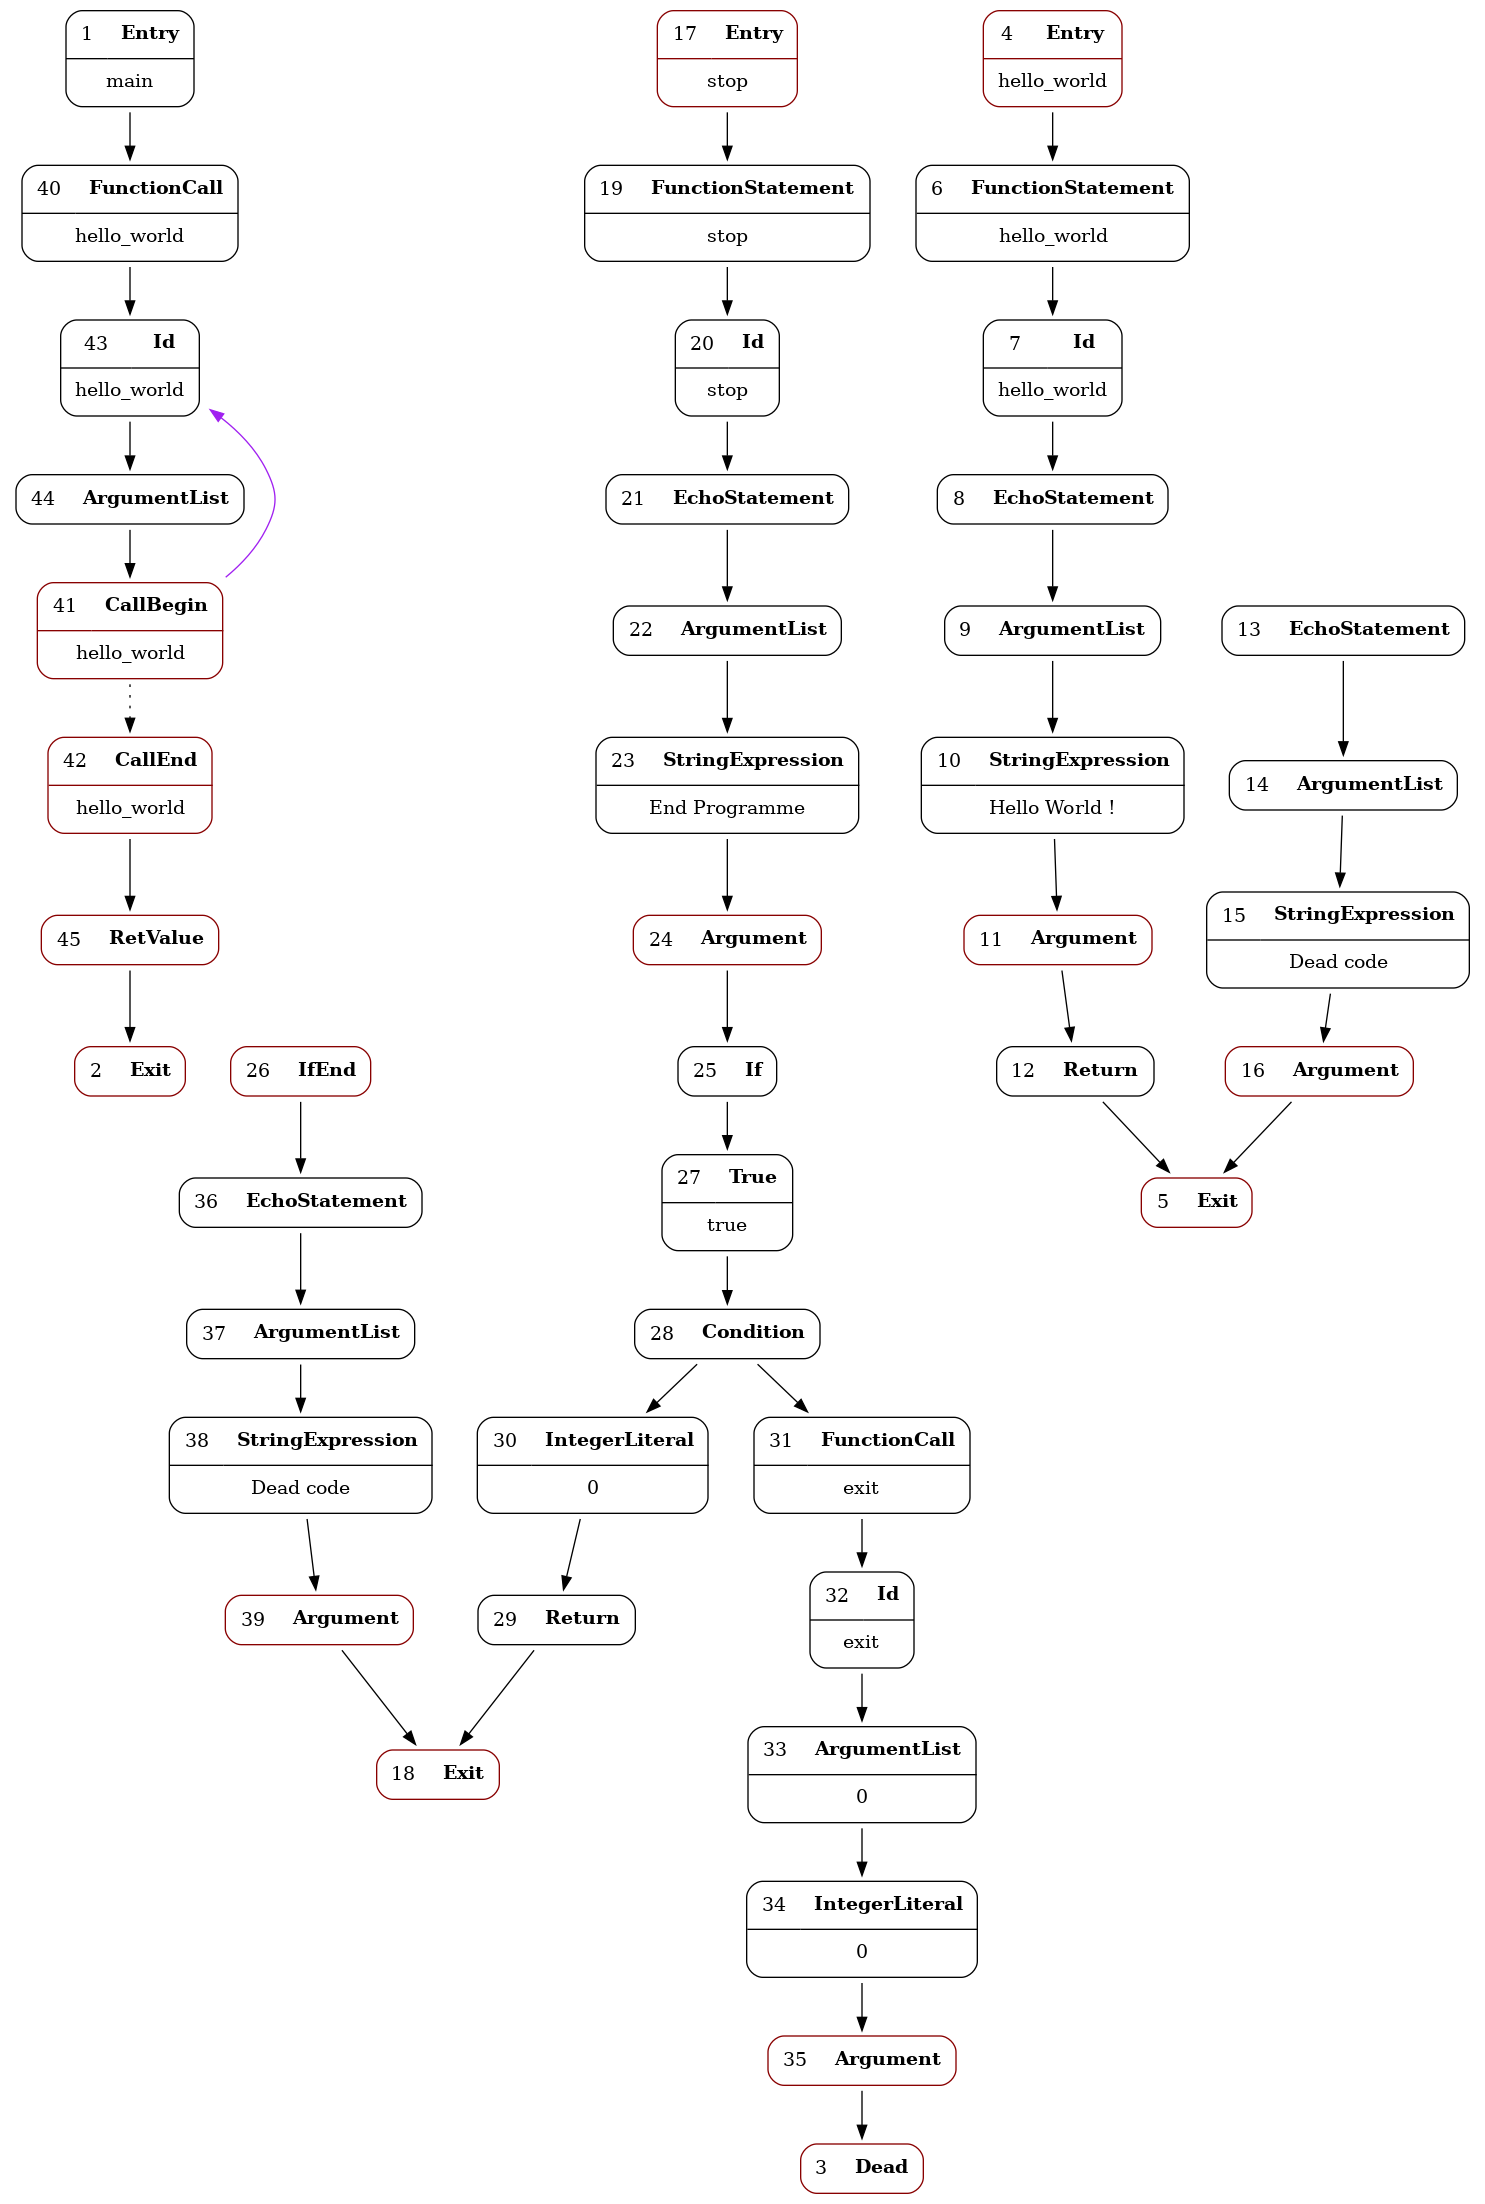 1 Entry
main
40 FunctionCall
hello_world
43 Id
hello_world
44 ArgumentList
41 CallBegin
hello_world
42 CallEnd
hello_world
45 RetValue
2 Exit
26 IfEnd
36 EchoStatement
37 ArgumentList
38 StringExpression
Dead code
39 Argument
17 Entry
stop
19 FunctionStatement
stop
20 Id
stop
21 EchoStatement
22 ArgumentList
23 StringExpression
End Programme
24 Argument
25 If
27 True
true
28 Condition
30 IntegerLiteral
0
29 Return
18 Exit
31 FunctionCall
exit
32 Id
exit
33 ArgumentList
0
34 IntegerLiteral
0
35 Argument
3 Dead
4 Entry
hello_world
6 FunctionStatement
hello_world
7 Id
hello_world
8 EchoStatement
9 ArgumentList
10 StringExpression
Hello World !
11 Argument
12 Return
13 EchoStatement
14 ArgumentList
15 StringExpression
Dead code
16 Argument
5 Exit